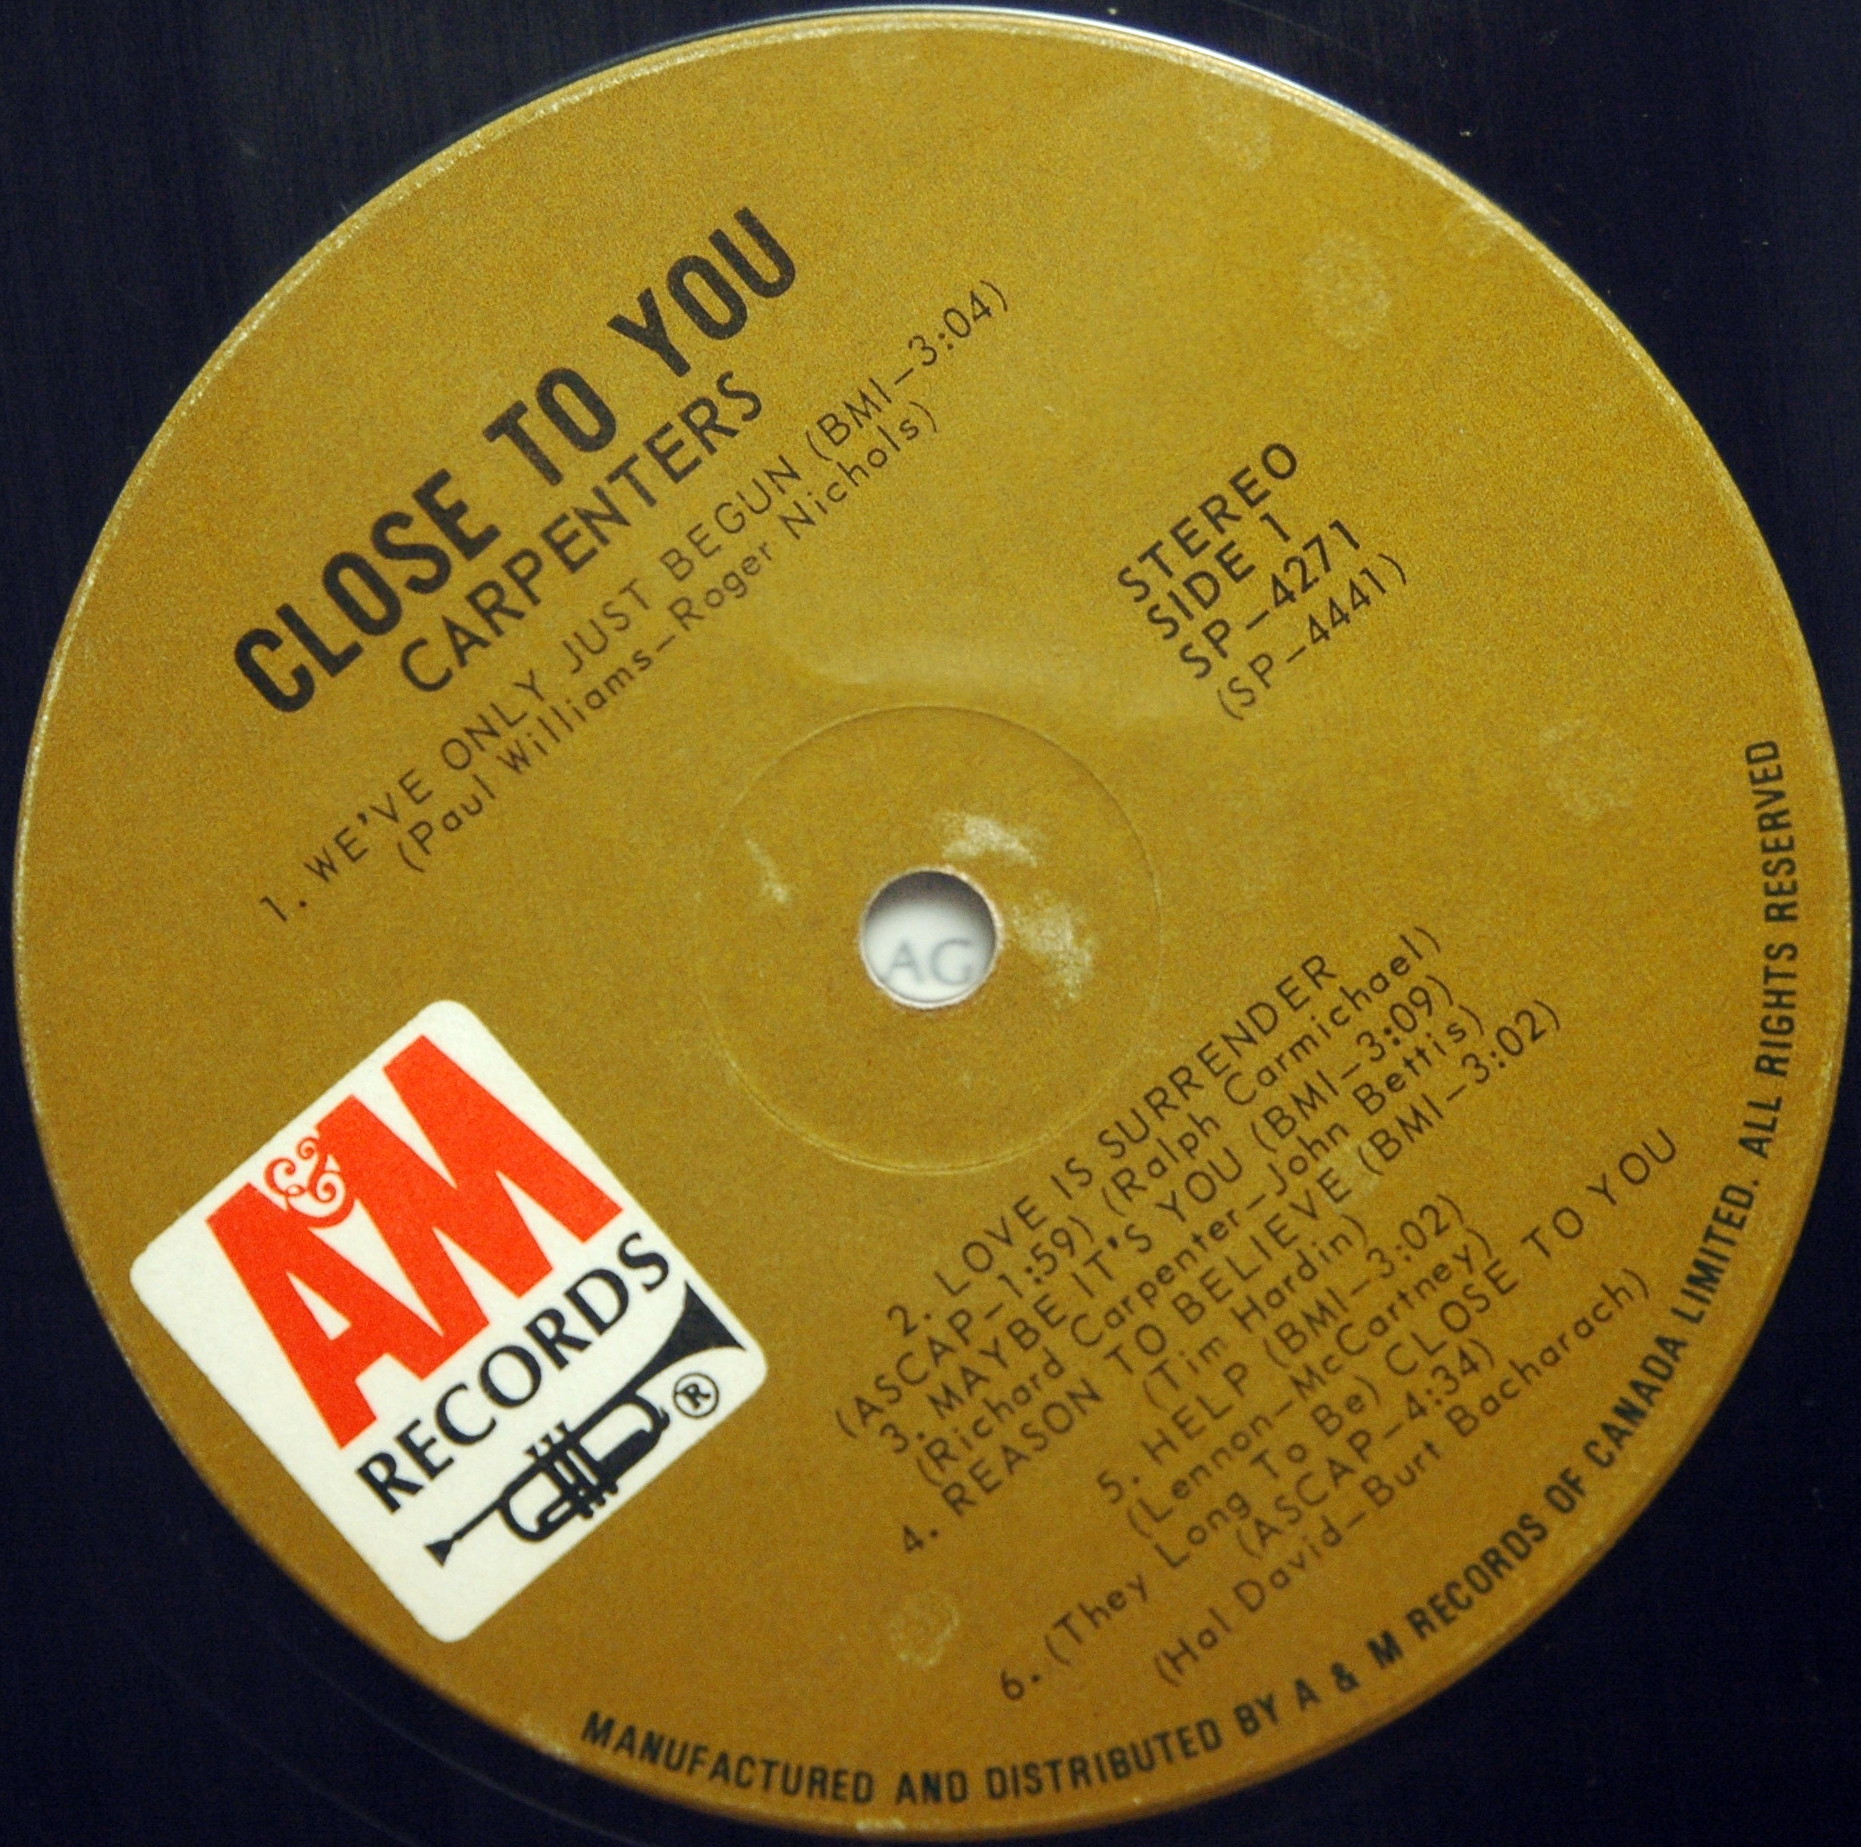 CLOSE TO YOU
CARPENTERS
1. WE'VE ONLY JUST BEGUN (BMI-3:04)
(Paul Williams-Roger Nichols)
STEREO
SIDE 1
SP-4271
(SP-4441)
AG
A&M
RECORDS
®
2. LOVE IS SURRENDER
(ASCAP-1:59) (Ralph Carmichael)
3. MAYBE IT'S YOU (BMI-3:09)
(Richard Carpenter-John Bettis)
4. REASON TO BELIEVE (BMI-3:02)
(Tim Hardin)
5. HELP (BMI-3:02)
(Lennon-McCartney)
6. (They Long To Be) CLOSE TO YOU
(ASCAP-4:34)
(Hal David-Burt Bacharach)
MANUFACTURED AND DISTRIBUTED BY A & M RECORDS OF CANADA LIMITED. ALL RIGHTS RESERVED